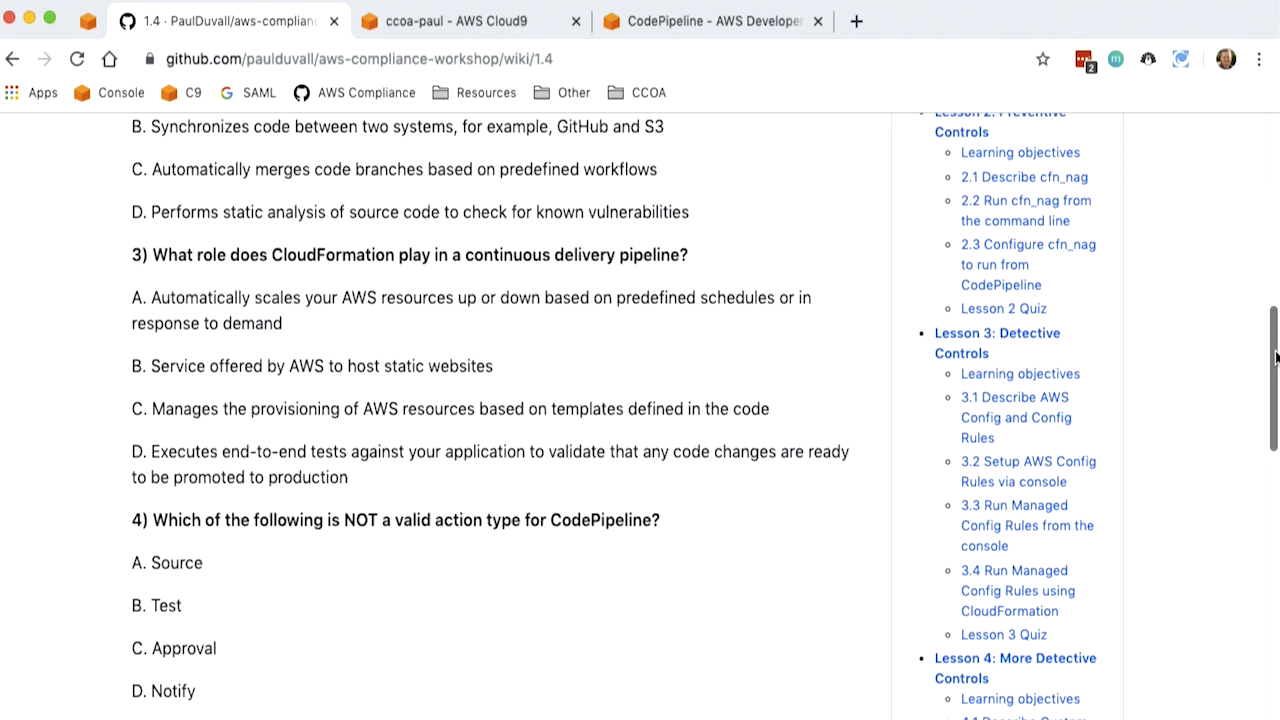 1.4 · PaulDuvall/aws-complian
ccoa-paul - AWS Cloud9
CodePipeline - AWS Developer
github.com/paulduvall/aws-compliance-workshop/wiki/1.4
2
m
Apps
Console
C9
SAML
AWS Compliance
Resources
Other
CCOA
B. Synchronizes code between two systems, for example, GitHub and S3
C. Automatically merges code branches based on predefined workflows
D. Performs static analysis of source code to check for known vulnerabilities
3) What role does CloudFormation play in a continuous delivery pipeline?
A. Automatically scales your AWS resources up or down based on predefined schedules or in
response to demand
B. Service offered by AWS to host static websites
C. Manages the provisioning of AWS resources based on templates defined in the code
D. Executes end-to-end tests against your application to validate that any code changes are ready
to be promoted to production
4) Which of the following is NOT a valid action type for CodePipeline?
A. Source
B. Test
C. Approval
D. Notify
Lesson 2: Preventive
Controls
Learning objectives
2.1 Describe cfn_nag
2.2 Run cfn_nag from
the command line
2.3 Configure cfn_nag
to run from
CodePipeline
Lesson 2 Quiz
Lesson 3: Detective
Controls
Learning objectives
3.1 Describe AWS
Config and Config
Rules
3.2 Setup AWS Config
Rules via console
3.3 Run Managed
Config Rules from the
console
3.4 Run Managed
Config Rules using
CloudFormation
Lesson 3 Quiz
Lesson 4: More Detective
Controls
Learning objectives
4.1 Describe Custom